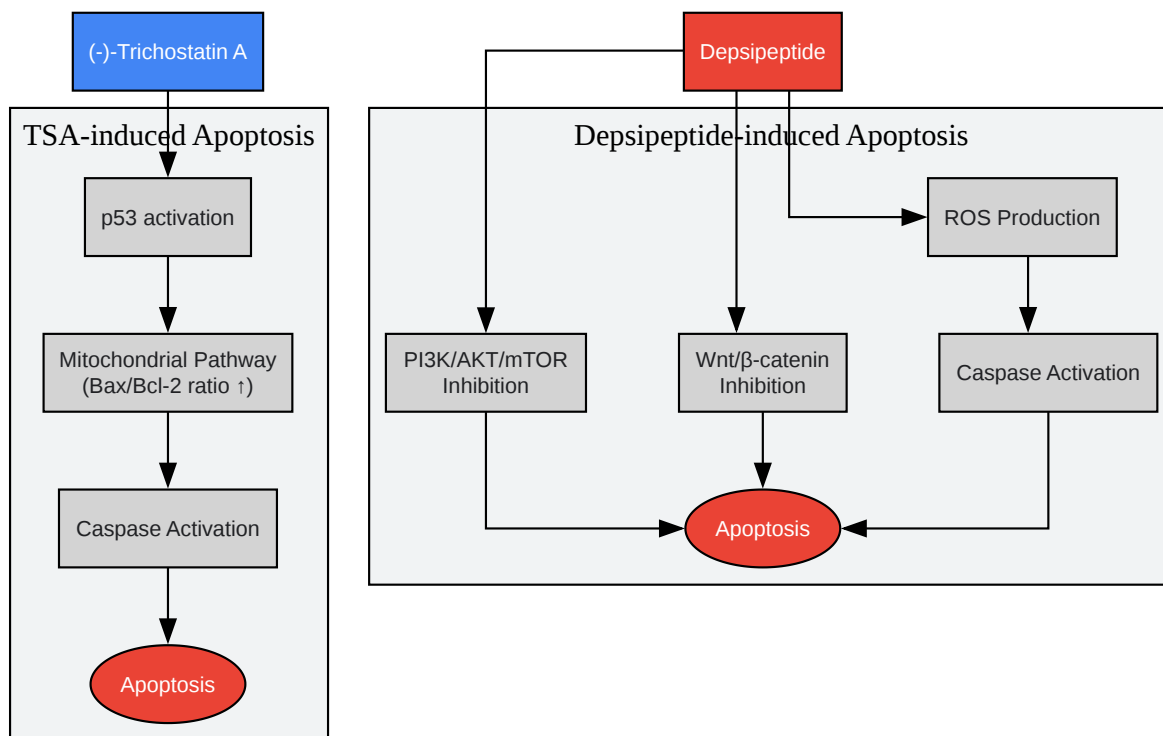 (-)-Trichostatin A
TSA-induced Apoptosis
p53 activation
Mitochondrial Pathway
(Bax/Bcl-2 ratio ↑)
Caspase Activation
Apoptosis
Depsipeptide
Depsipeptide-induced Apoptosis
ROS Production
PI3K/AKT/mTOR
Inhibition
Wnt/β-catenin
Inhibition
Caspase Activation
Apoptosis